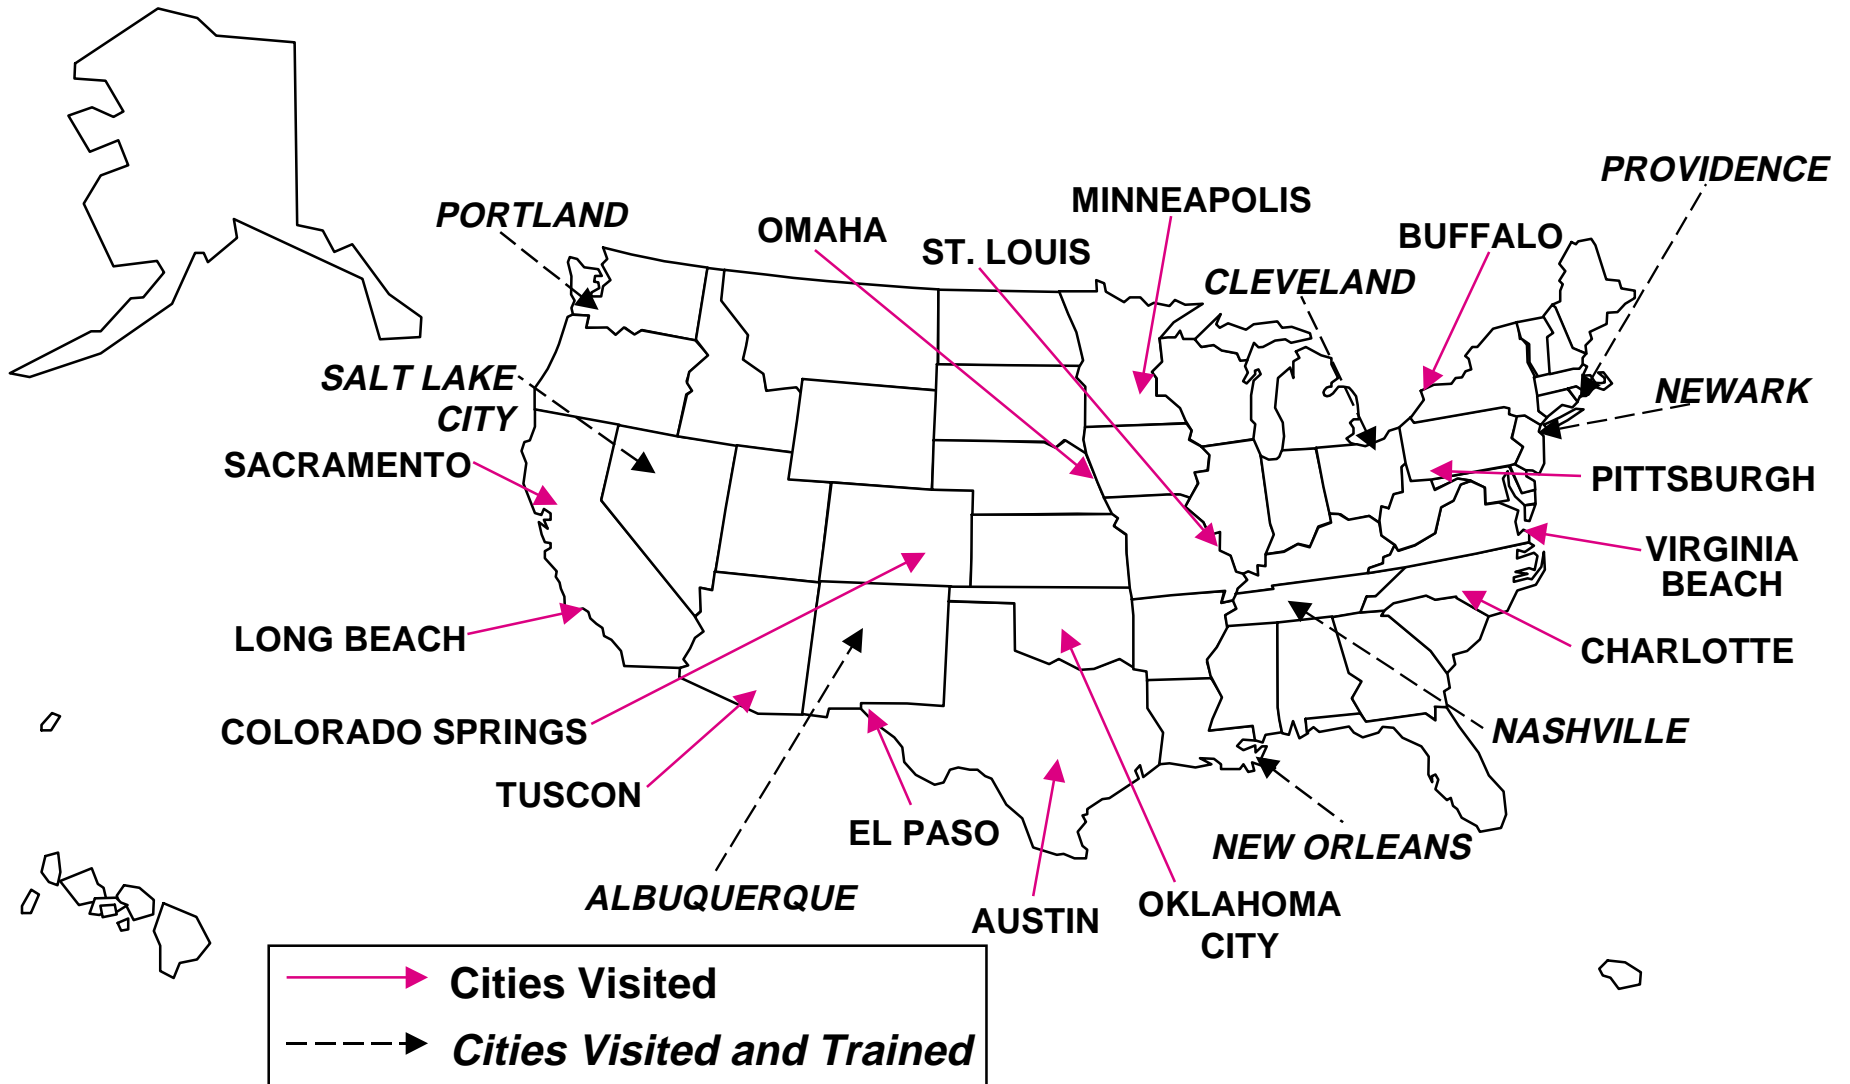 PROVIDENCE
MINNEAPOLIS
PORTLAND
OMAHA
BUFFALO
ST. LOUIS
CLEVELAND
SALT LAKE
CITY
NEWARK
SACRAMENTO
PITTSBURGH
VIRGINIA
BEACH
LONG BEACH
CHARLOTTE
COLORADO SPRINGS
NASHVILLE
TUSCON
EL PASO
NEW ORLEANS
ALBUQUERQUE
AUSTIN
OKLAHOMA
CITY
Cities Visited
Cities Visited and Trained